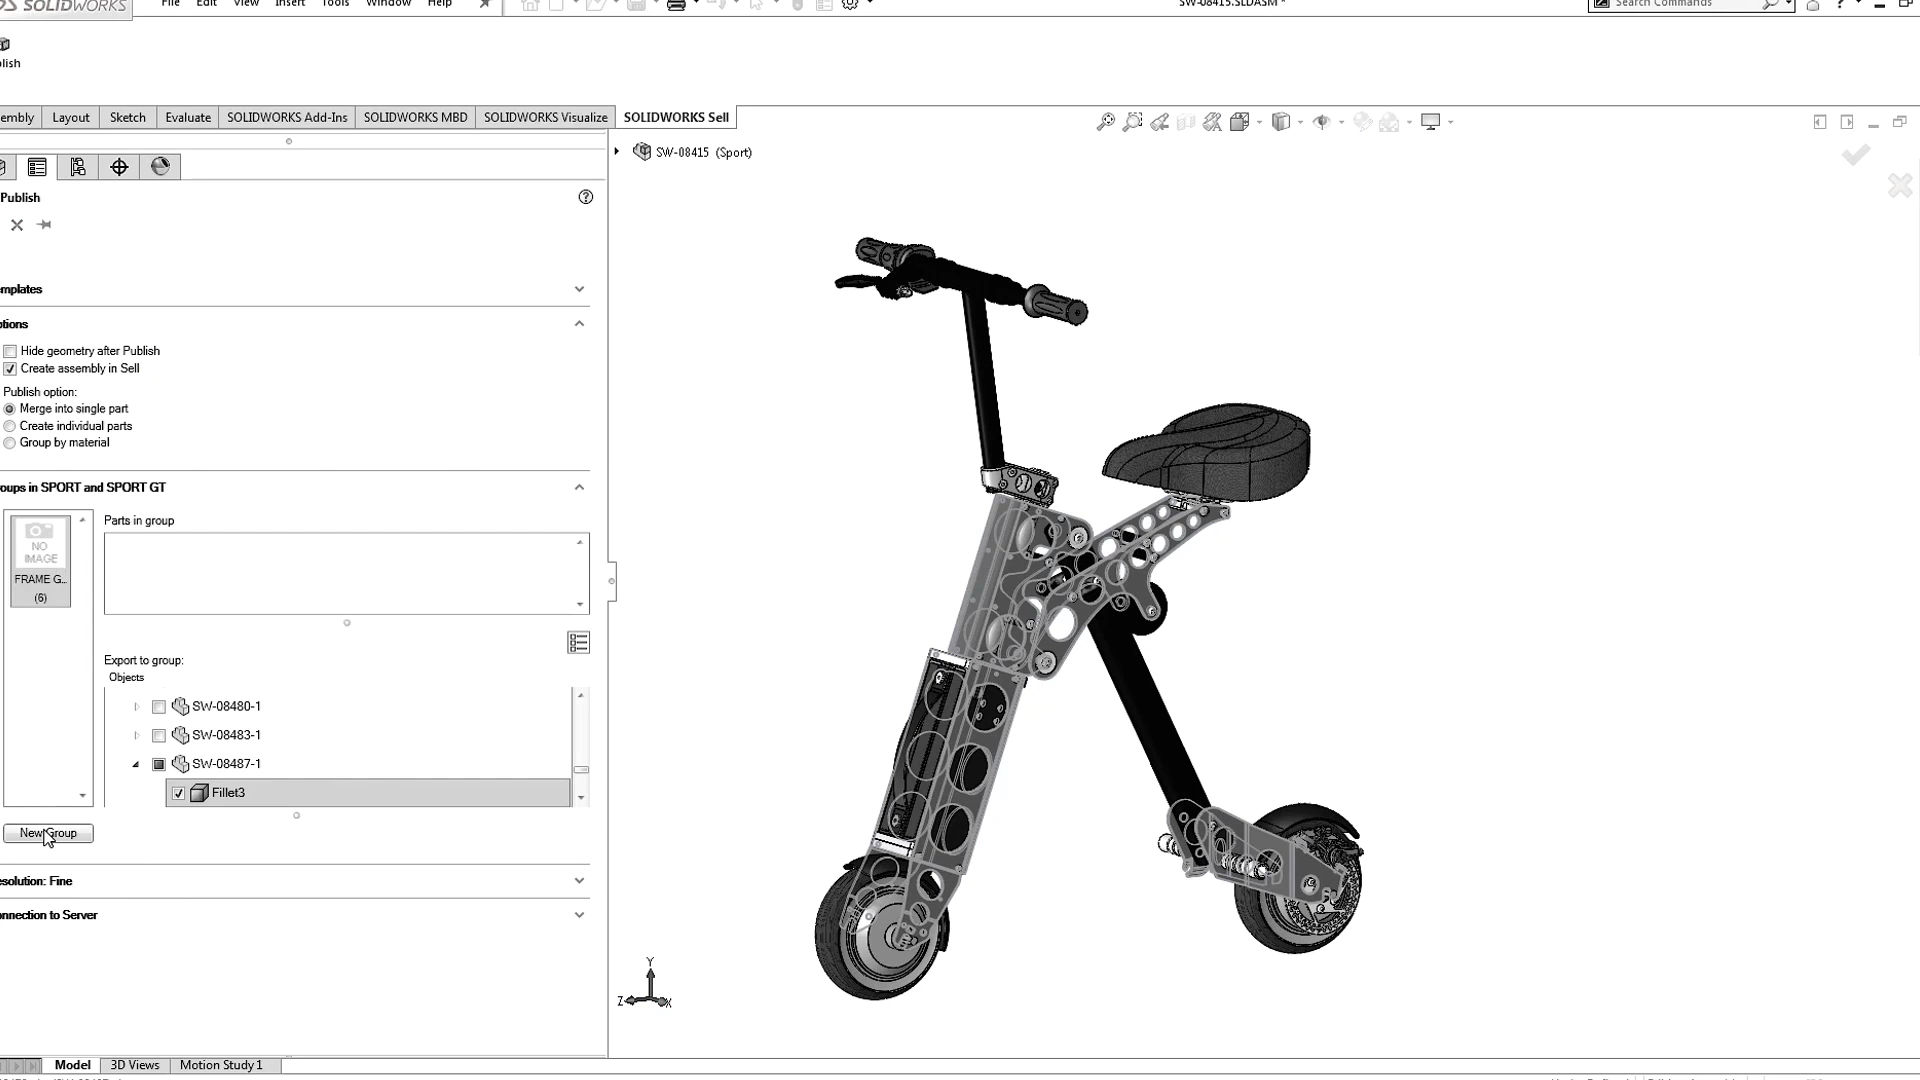 SOLIDWORKS
File Edit View Insert Tools Window Help
SW-08415.SLDASM *
Search Commands
lish
embly Layout Sketch Evaluate SOLIDWORKS Add-Ins SOLIDWORKS MBD SOLIDWORKS Visualize SOLIDWORKS Sell
SW-08415 (Sport)
Publish
mplates
tions
Hide geometry after Publish
Create assembly in Sell
Publish option:
Merge into single part
Create individual parts
Group by material
oups in SPORT and SPORT GT
NO
IMAGE
FRAME G...
(6)
Parts in group
Export to group:
Objects
SW-08480-1
SW-08483-1
SW-08487-1
Fillet3
New Group
esolution: Fine
onnection to Server
Y
Z
X
Model 3D Views Motion Study 1